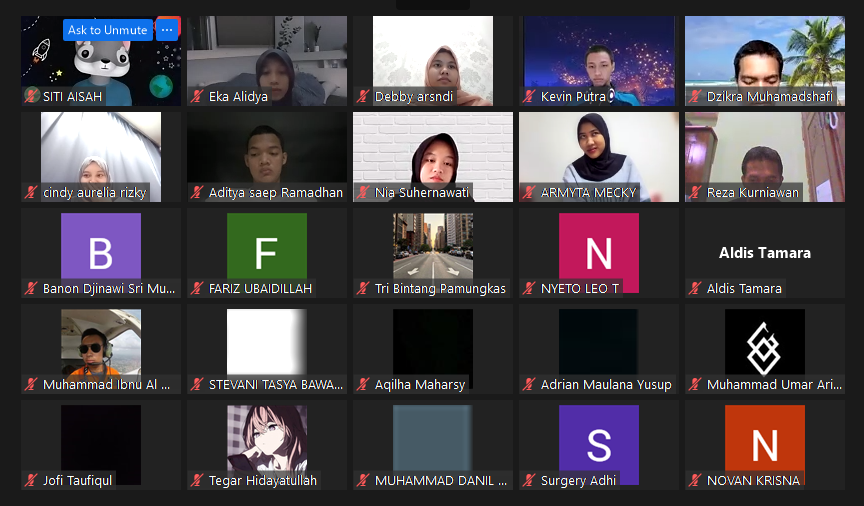 Ask to Unmute ...
SITI AISAH
Eka Alidya
Debby arsndi
Kevin Putra
Dzikra Muhamadshafi
cindy aurelia rizky
Aditya saep Ramadhan
Nia Suhernawati
ARMYTA MECKY
Reza Kurniawan
B
Banon Djinawi Sri Mu...
F
FARIZ UBAIDILLAH
Tri Bintang Pamungkas
N
NYETO LEO T
Aldis Tamara
Aldis Tamara
Muhammad Ibnu Al ...
STEVANI TASYA BAWA...
Aqilha Maharsy
Adrian Maulana Yusup
Muhammad Umar Ari...
Jofi Taufiqul
Tegar Hidayatullah
MUHAMMAD DANIL ...
S
Surgery Adhi
N
NOVAN KRISNA